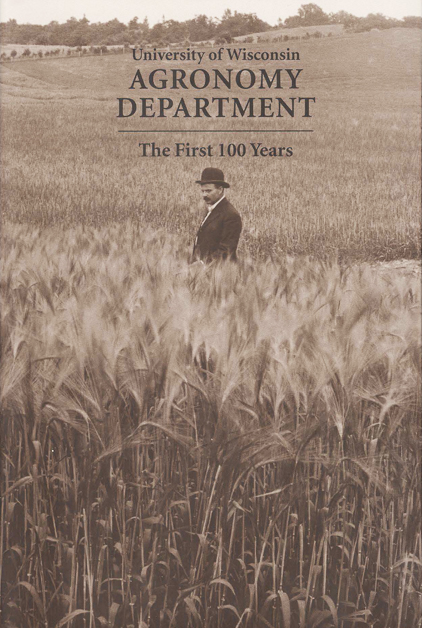 University of Wisconsin
AGRONOMY
DEPARTMENT
The First 100 Years